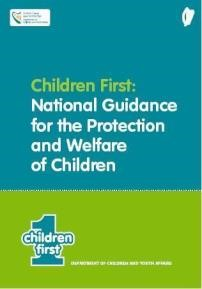 Children First:
National Guidance
for the Protection
and Welfare
of Children
children
first
DEPARTMENT OF CHILDREN AND YOUTH AFFAIRS